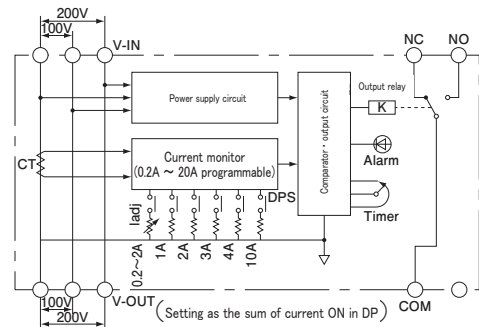 200V
100V
V-IN
NC
NO
Power supply circuit
Output relay
K
Comparator・output circuit
CT
Current monitor
(0.2A ～ 20A programmable)
Alarm
DPS
Iadj
Timer
0.2～2A
1A
2A
3A
4A
10A
V-OUT
COM
100V
200V
(Setting as the sum of current ON in DP)